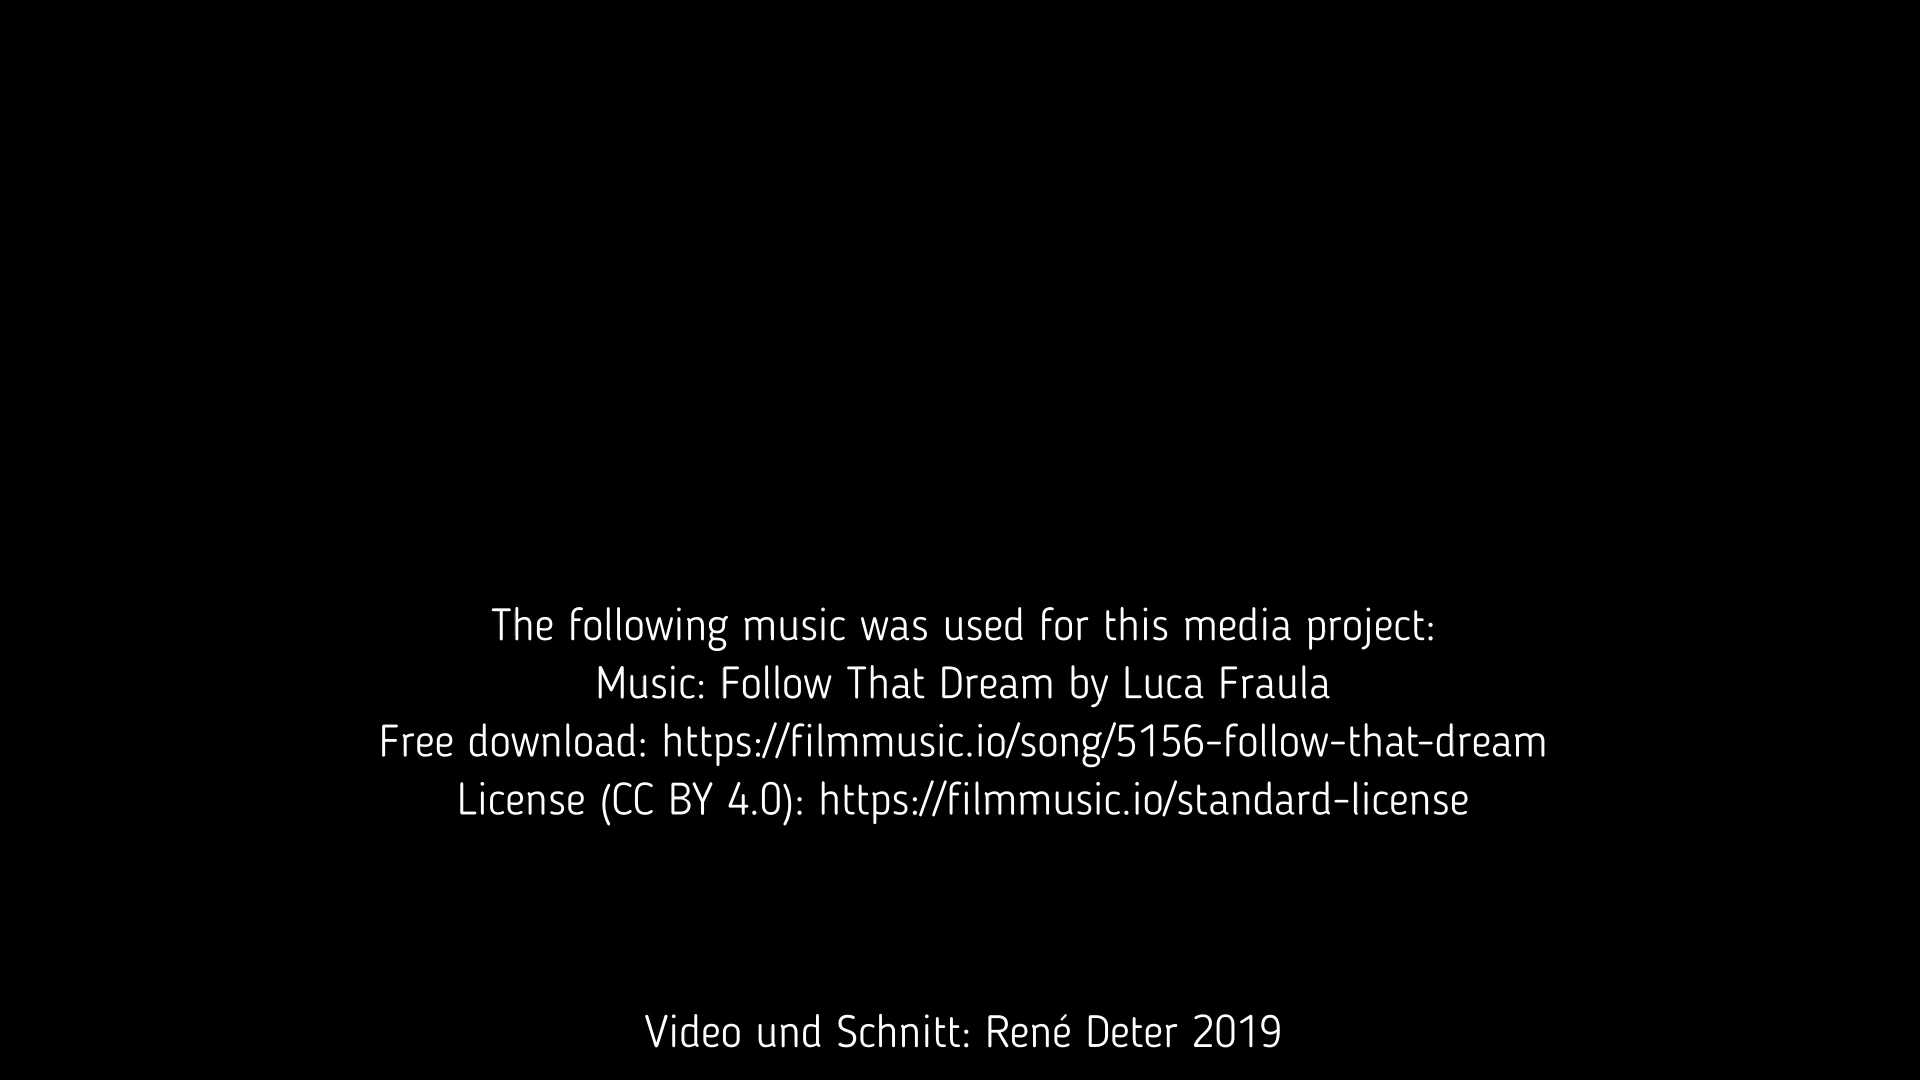 The following music was used for this media project:
Music: Follow That Dream by Luca Fraula
Free download: https://filmmusic.io/song/5156-follow-that-dream
License (CC BY 4.0): https://filmmusic.io/standard-license
Video und Schnitt: René Deter 2019